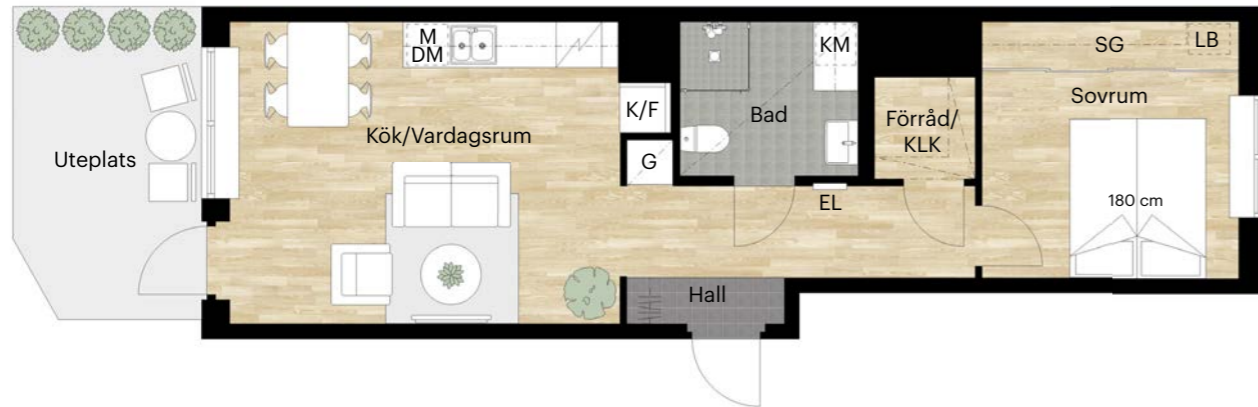 M
DM
KM
SG
LB
K/F
Kök/Vardagsrum
Bad
Förråd/
KLK
Sovrum
Uteplats
G
EL
180 cm
Hall